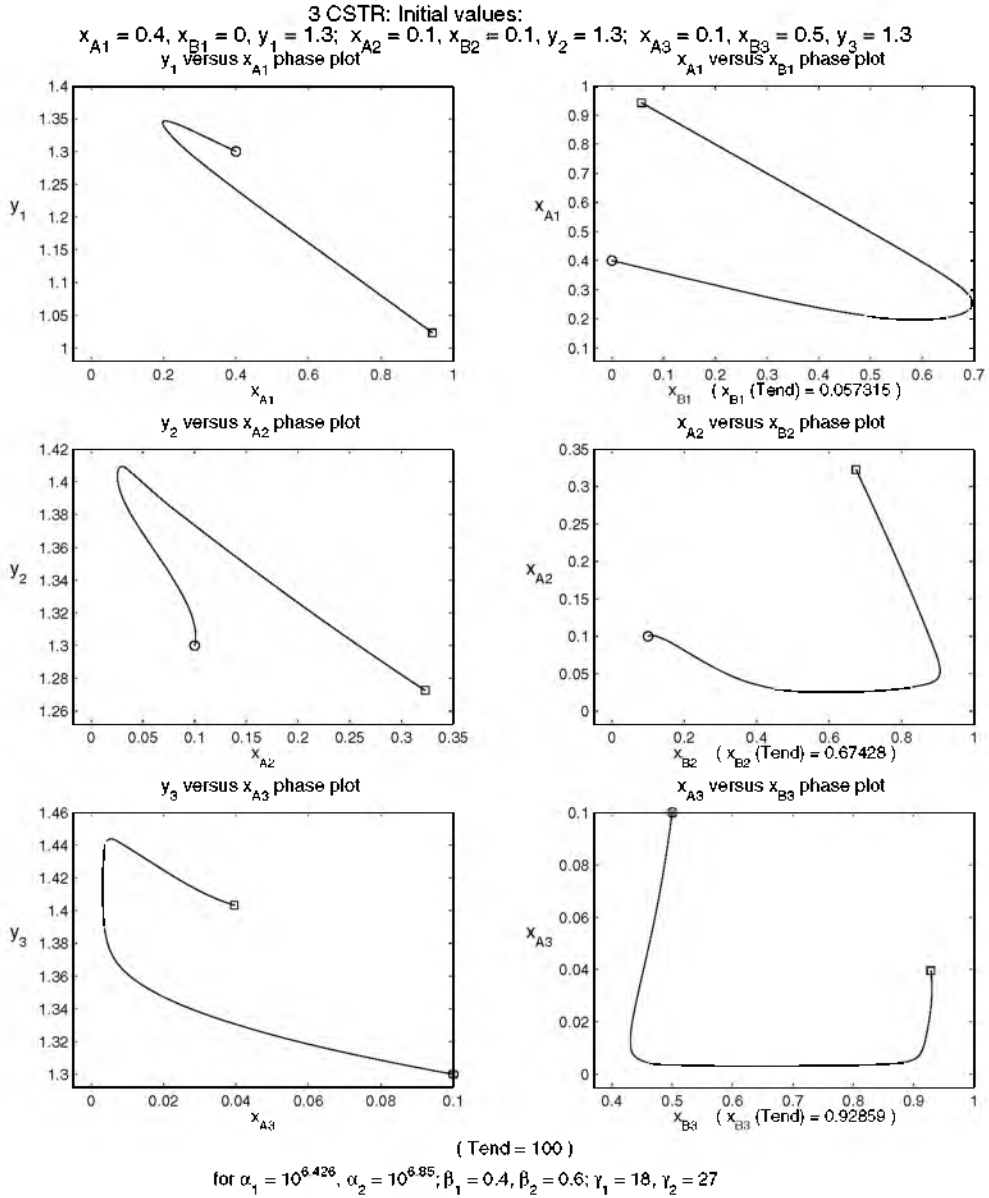 3 CSTR: Initial values:
x_A1 = 0.4, x_B1 = 0, y_1 = 1.3; x_A2 = 0.1, x_B2 = 0.1, y_2 = 1.3; x_A3 = 0.1, x_B3 = 0.5, y_3 = 1.3
y_1 versus x_A1 phase plot
1.4
1.35
1.3
1.25
1.2
1.15
1.1
1.05
1
y_1
0 0.2 0.4 0.6 0.8 1
x_A1
x_A1 versus x_B1 phase plot
1
0.9
0.8
0.7
0.6
0.5
0.4
0.3
0.2
0.1
x_A1
0 0.1 0.2 0.3 0.4 0.5 0.6 0.7
x_B1 ( x_B1 (Tend) = 0.057315 )
y_2 versus x_A2 phase plot
1.42
1.4
1.38
1.36
1.34
1.32
1.3
1.28
1.26
y_2
0 0.05 0.1 0.15 0.2 0.25 0.3 0.35
x_A2
x_A2 versus x_B2 phase plot
0.35
0.3
0.25
0.2
0.15
0.1
0.05
0
x_A2
0 0.2 0.4 0.6 0.8 1
x_B2 ( x_B2 (Tend) = 0.67428 )
y_3 versus x_A3 phase plot
1.46
1.44
1.42
1.4
1.38
1.36
1.34
1.32
1.3
y_3
0 0.02 0.04 0.06 0.08 0.1
x_A3
x_A3 versus x_B3 phase plot
0.1
0.08
0.06
0.04
0.02
0
x_A3
0.4 0.5 0.6 0.7 0.8 0.9 1
x_B3 ( x_B3 (Tend) = 0.92859 )
( Tend = 100 )
for α_1 = 10^6.426, α_2 = 10^6.85; β_1 = 0.4, β_2 = 0.6; γ_1 = 18, γ_2 = 27